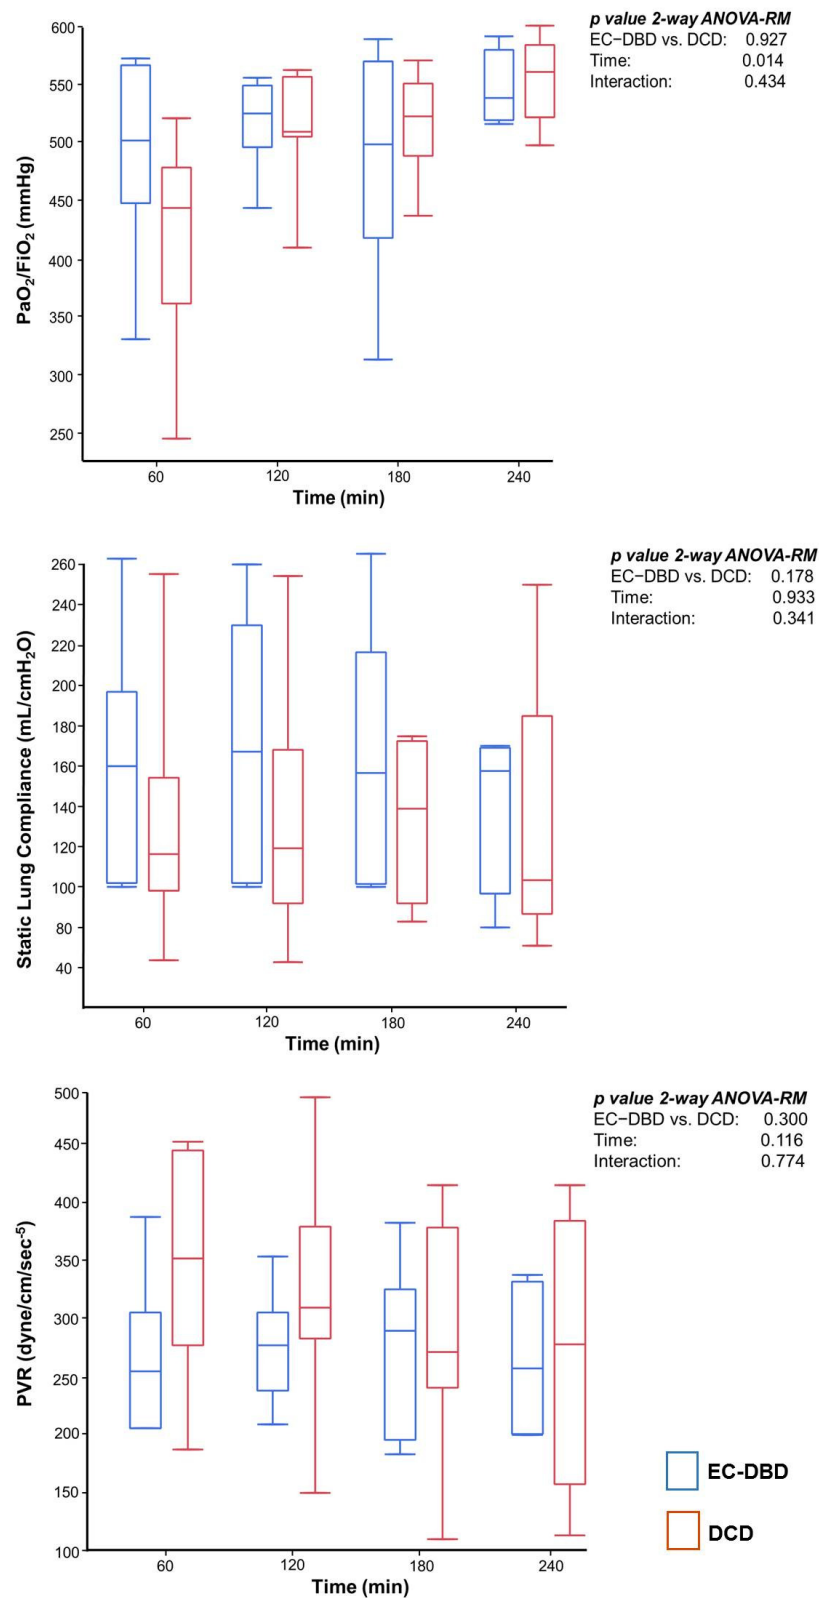 p value 2-way ANOVA-RM
EC−DBD vs. DCD: 0.927
Time: 0.014
Interaction: 0.434
PaO2/FiO2 (mmHg)
600
550
500
450
400
350
300
250
60 120 180 240
Time (min)
p value 2-way ANOVA-RM
EC−DBD vs. DCD: 0.178
Time: 0.933
Interaction: 0.341
Static Lung Compliance (mL/cmH2O)
260
240
220
200
180
160
140
120
100
80
40
60 120 180 240
Time (min)
p value 2-way ANOVA-RM
EC−DBD vs. DCD: 0.300
Time: 0.116
Interaction: 0.774
PVR (dyne/cm/sec-5)
500
450
400
350
300
250
200
150
100
60 120 180 240
Time (min)
EC-DBD
DCD